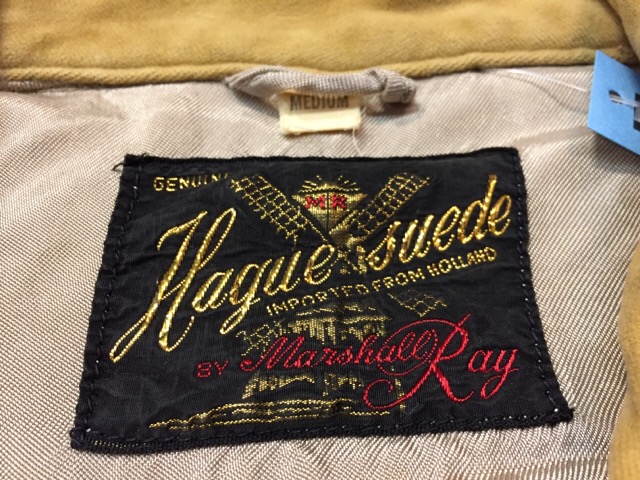 MEDIUM
GENUINE
MR
Hague suede
IMPORTED FROM HOLLAND
BY Marshall Ray